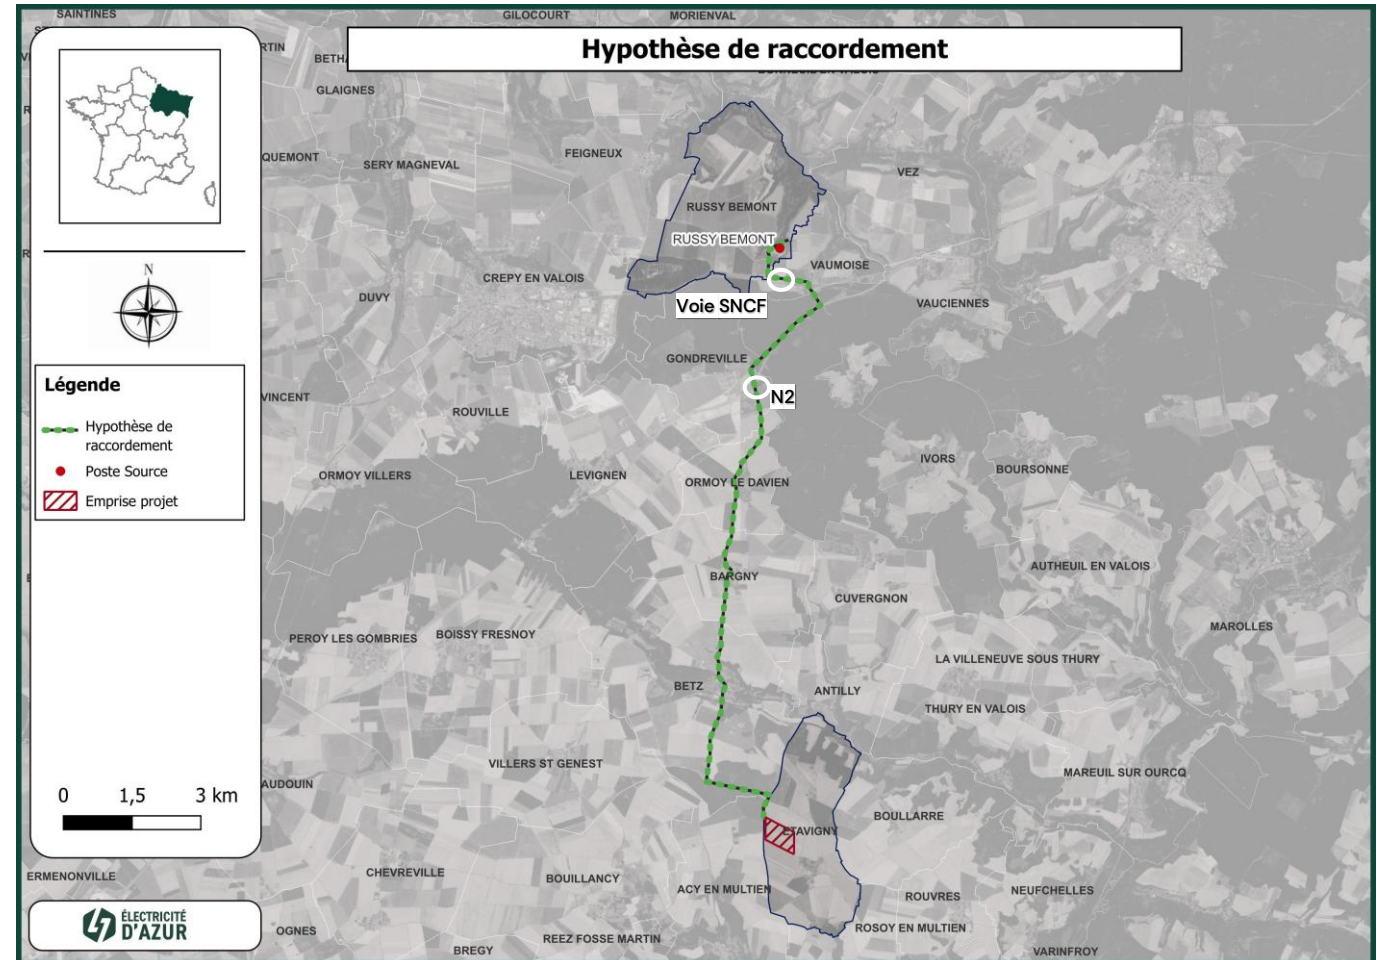 SAINTINES
GILOCOURT
MORIENVAL
Hypothèse de raccordement
GLAIGNES
SERY MAGNEVAL
FEIGNEUX
VEZ
RUSSY BEMONT
RUSSY BEMONT
VAUMOISE
CREPY EN VALOIS
N
DUVY
Voie SNCF
VAUCIENNES
GONDREVILLE
Légende
N2
ROUVILLE
Hypothèse de
raccordement
Poste Source
Emprise projet
IVORS
BOURSONNE
ORMOY VILLERS
LEVIGNEN
ORMOY LE DAVIEN
AUTHEUIL EN VALOIS
BARGNY
CUVERGNON
MAROLLES
PEROY LES GOMBRIES
BOISSY FRESNOY
LA VILLENEUVE SOUS THURY
BETZ
ANTILLY
THURY EN VALOIS
VILLERS ST GENEST
MAREUIL SUR OURCQ
0 1,5 3 km
BOULLARRE
ETAVIGNY
ERMENONVILLE
CHEVREVILLE
BOUILLANCY
ACY EN MULTIEN
ROUVRES
NEUFCHELLES
ÉLECTRICITÉ
D'AZUR
OGNES
REEZ FOSSE MARTIN
ROSOY EN MULTIEN
BREGY
VARINFROY